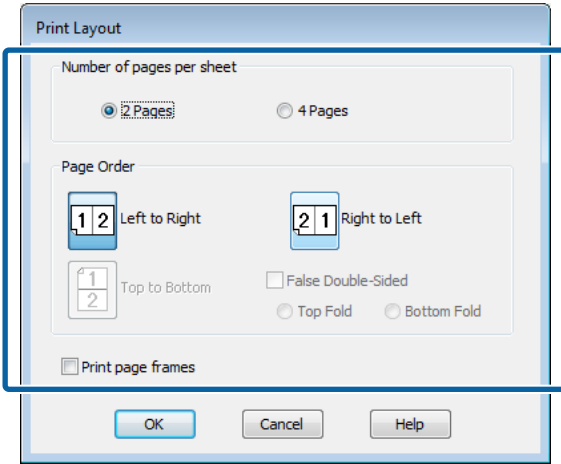 Print Layout
Number of pages per sheet
2 Pages 4 Pages
Page Order
1 2 Left to Right 2 1 Right to Left
1
2 Top to Bottom False Double-Sided
Top Fold Bottom Fold
Print page frames
OK Cancel Help